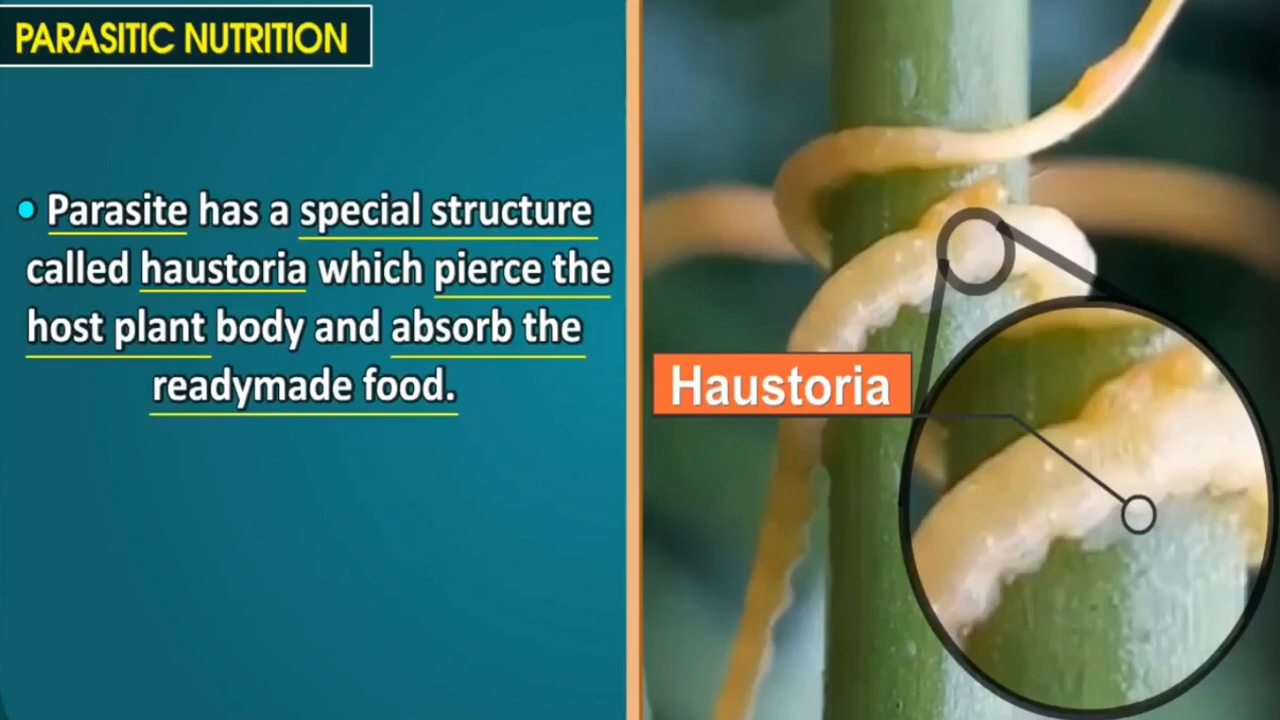 PARASITIC NUTRITION
• Parasite has a special structure
called haustoria which pierce the
host plant body and absorb the
readymade food.
Haustoria